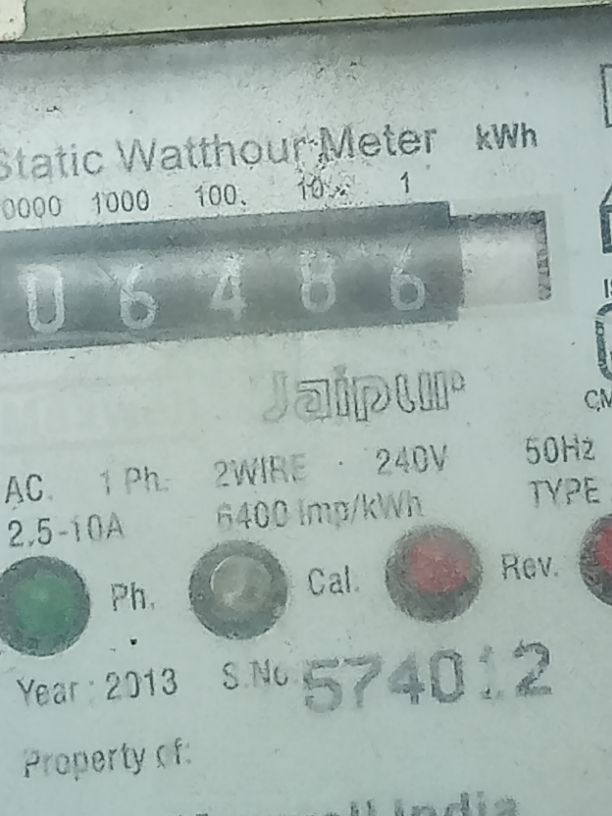 Static Watthour Meter kWh
0000 1000 100. 10 1
0 6 4 8 6
Jaipur
AC. 1 Ph. 2WIRE 240V 50Hz
2.5-10A 6400 Imp/kWh TYPE
Ph. Cal. Rev.
Year : 2013 S.No
Property of:
India